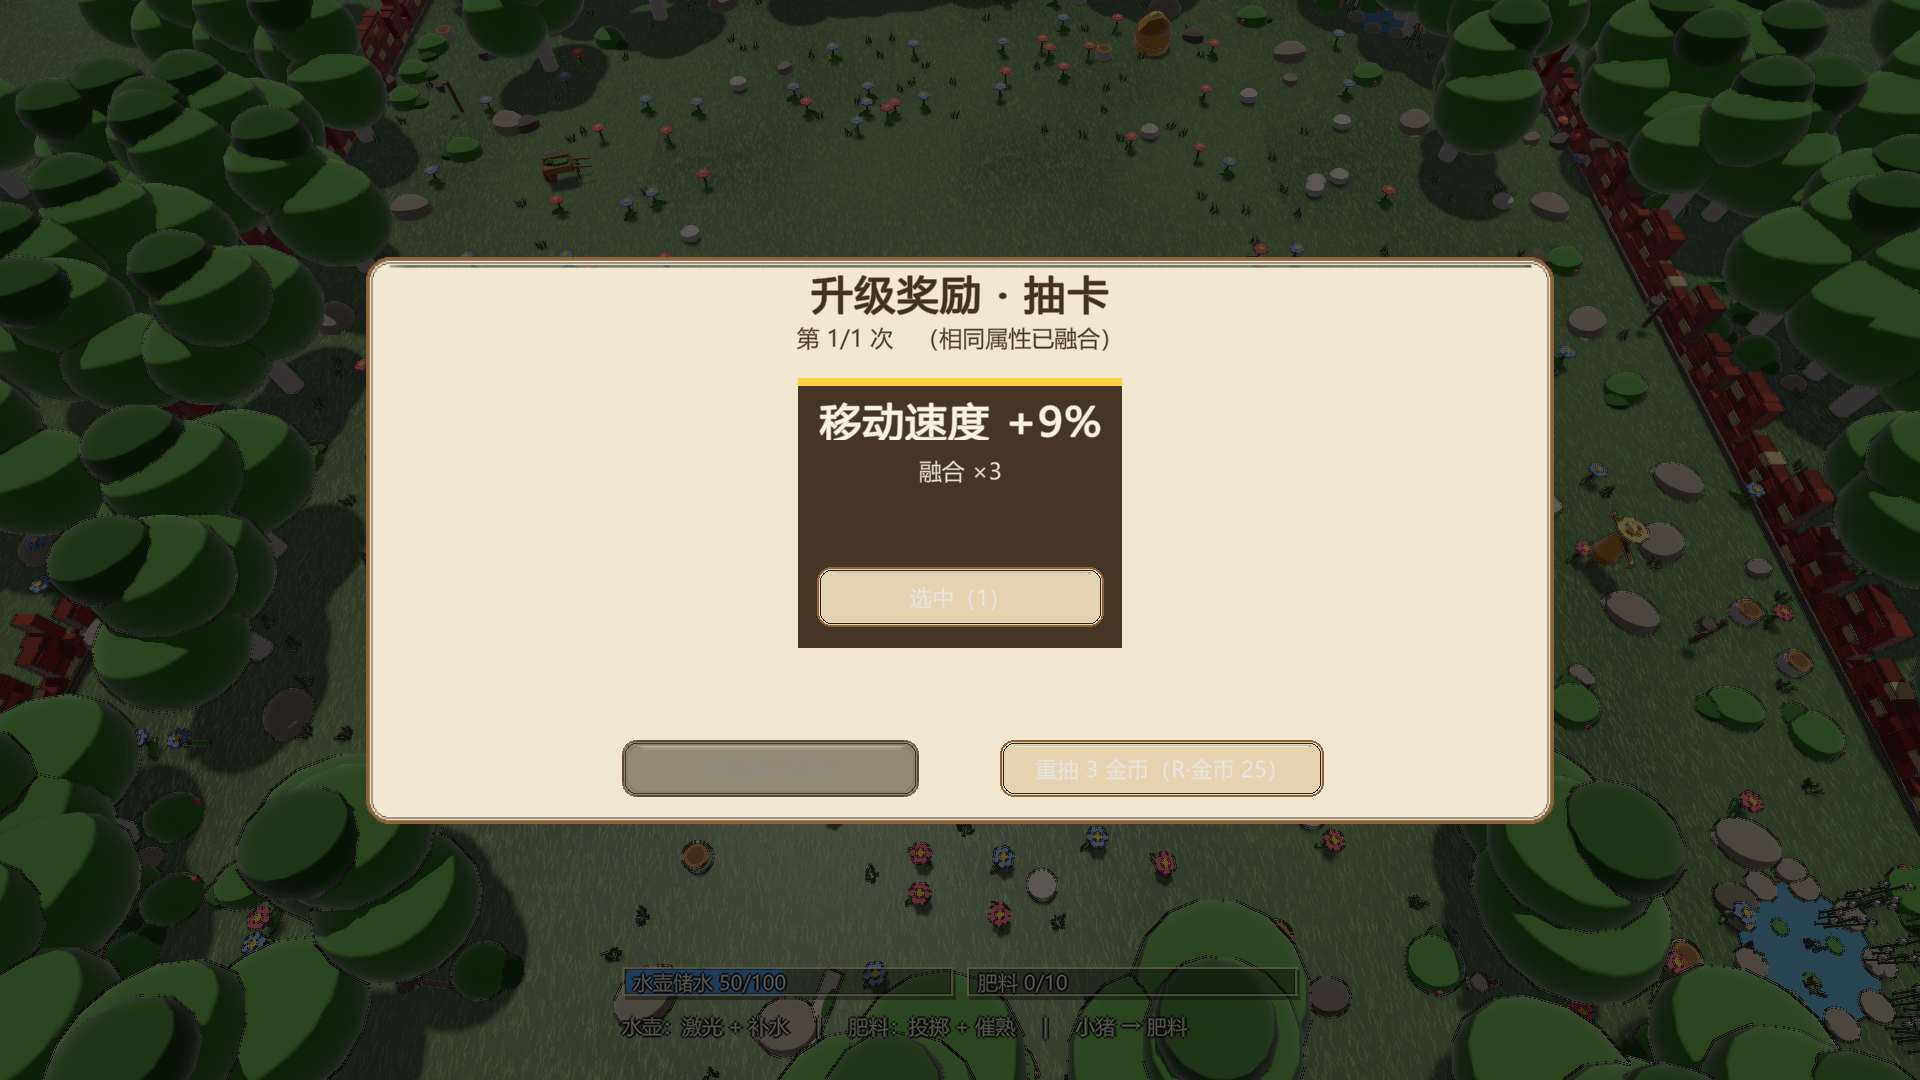 升级奖励 · 抽卡
第 1/1 次 （相同属性已融合）
移动速度 +9%
融合 ×3
选中（1）
重抽 3 金币（R·金币 25）
水壶储水 50/100
肥料 0/10
水壶：激光 + 补水 | 肥料：投掷 + 催熟 | 小猪 → 肥料